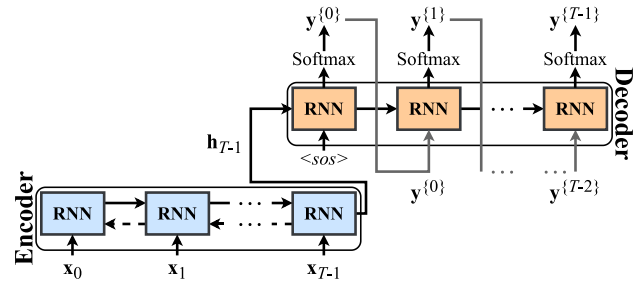 y{0} y{1} y{T-1}
Softmax Softmax Softmax
RNN RNN ... RNN
Decoder
h_{T-1}
<sos>
y{0} ... y{T-2}
Encoder
RNN RNN ... RNN
x_0 x_1 x_{T-1}